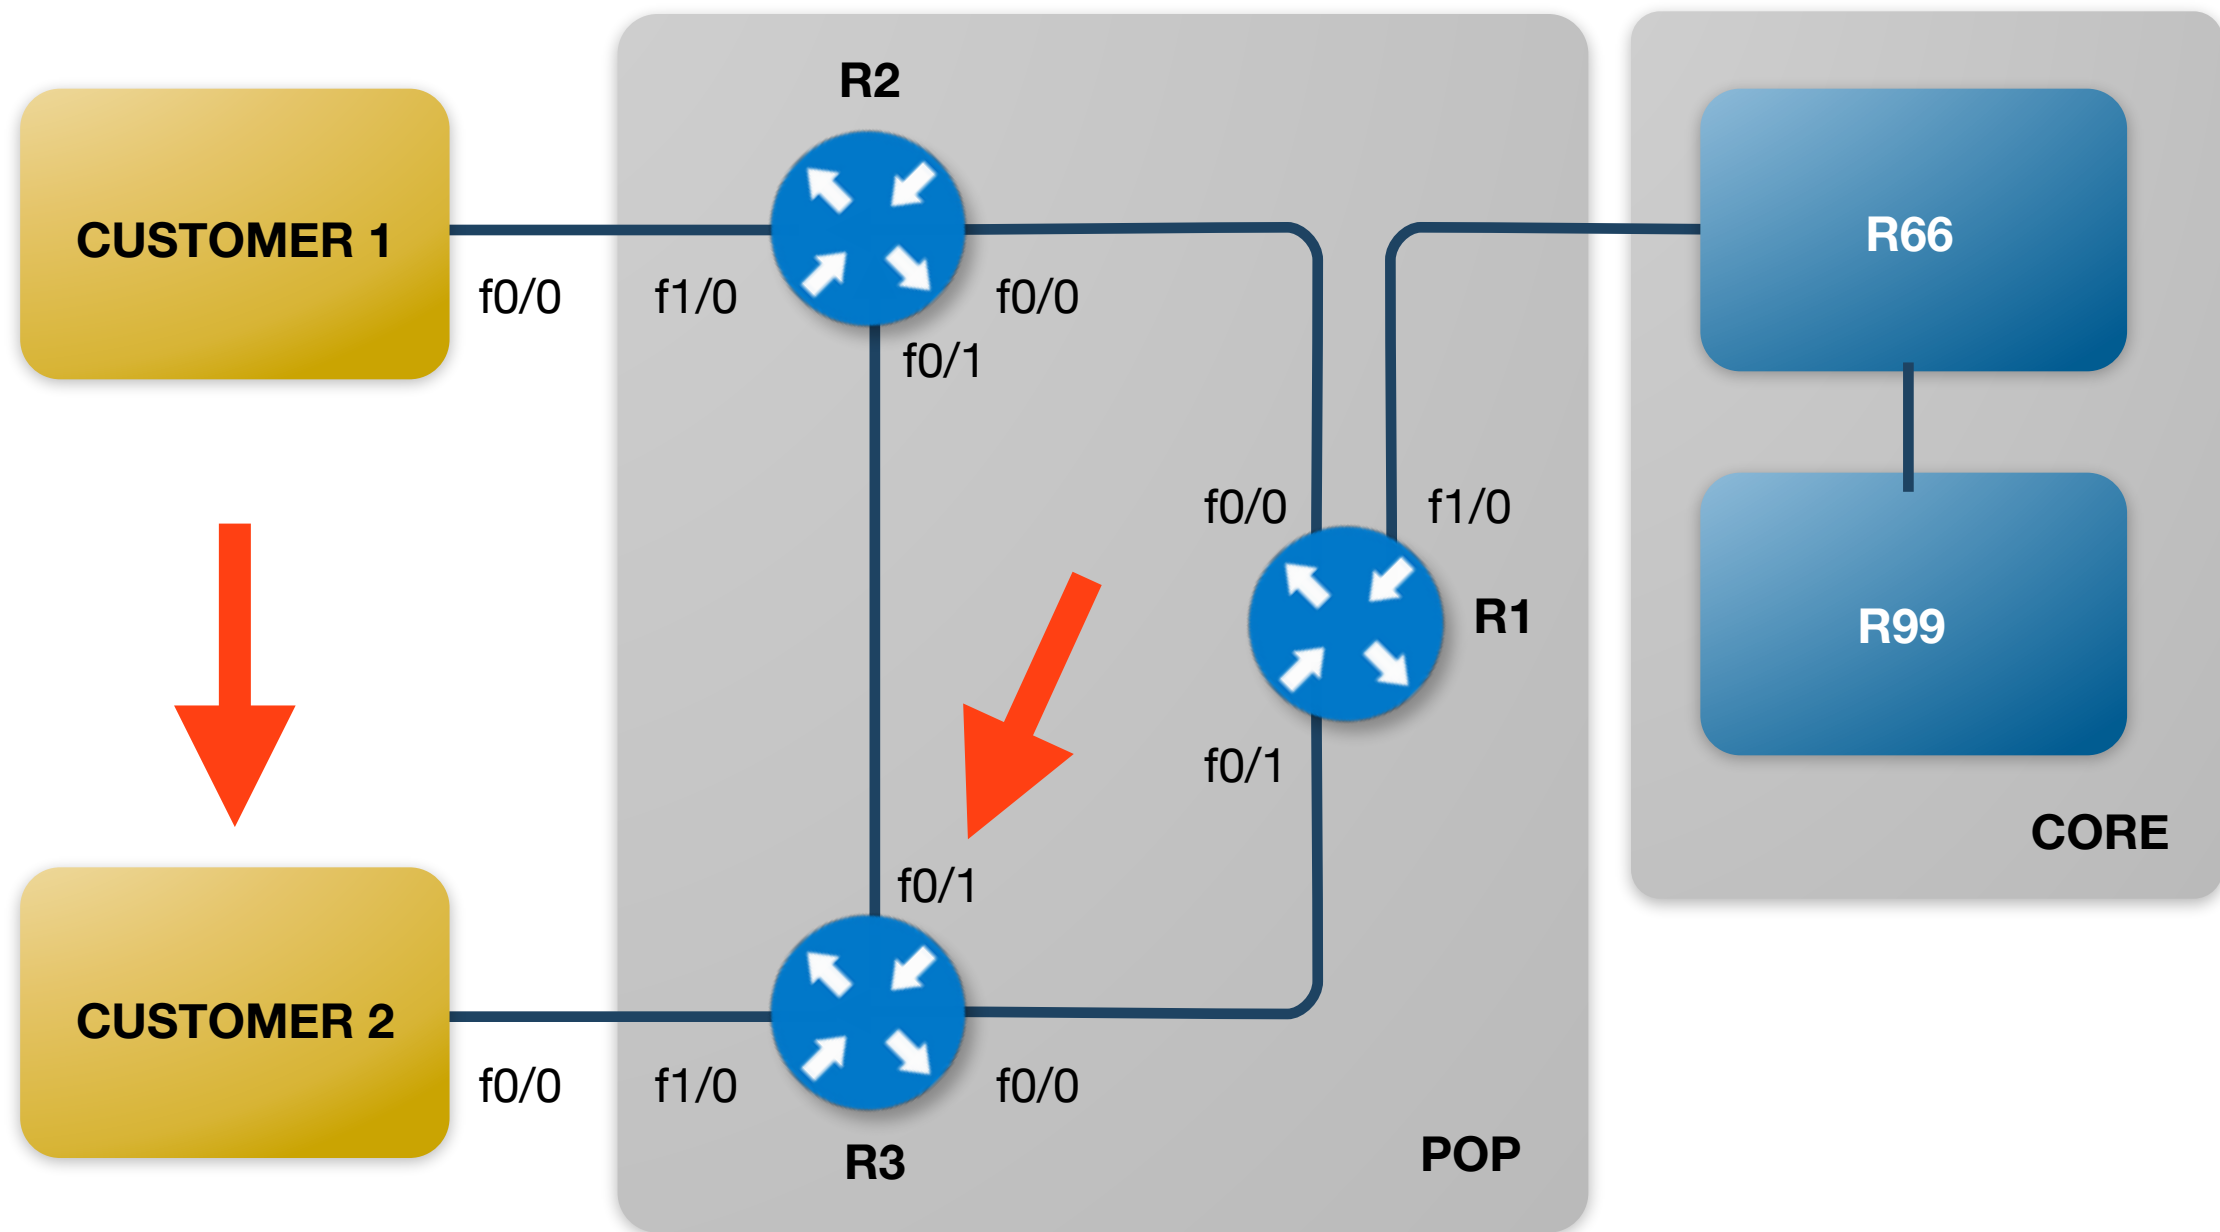 R2
CUSTOMER 1
R66
f0/0
f1/0
f0/0
f0/1
f0/0
f1/0
R1
R99
f0/1
CORE
f0/1
CUSTOMER 2
f0/0
f1/0
f0/0
R3
POP